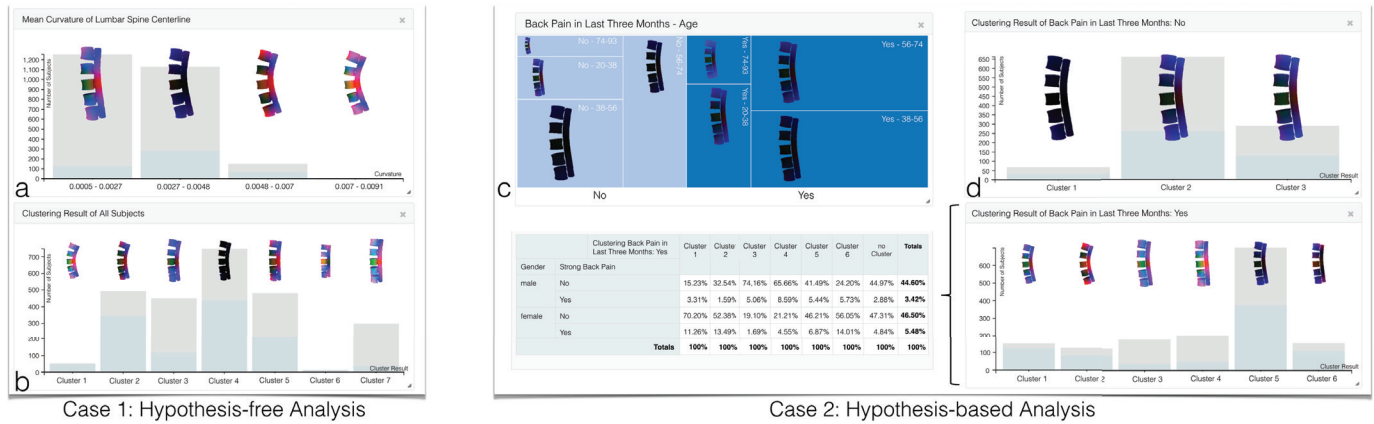 Mean Curvature of Lumbar Spine Centerline
Number of Subjects
1,200
1,100
1,000
900
800
700
600
500
400
300
200
100
0
Curvature
0.0005 - 0.0027
0.0027 - 0.0048
0.0048 - 0.007
0.007 - 0.0091
a
Clustering Result of All Subjects
Number of Subjects
700
600
500
400
300
200
100
0
Cluster Result
Cluster 1
Cluster 2
Cluster 3
Cluster 4
Cluster 5
Cluster 6
Cluster 7
b
Case 1: Hypothesis-free Analysis
Back Pain in Last Three Months - Age
No - 74-93
No - 20-38
No - 38-56
No - 56-74
Yes - 74-93
Yes - 20-38
Yes - 56-74
Yes - 38-56
No
Yes
c
Clustering Back Pain in
Last Three Months: Yes
Cluster 1
Cluste 2
Cluster 3
Cluster 4
Cluster 5
Cluster 6
no Cluster
Totals
Gender Strong Back Pain
male No 15.23% 32.54% 74.16% 65.66% 41.49% 24.20% 44.97% 44.60%
Yes 3.31% 1.59% 5.06% 8.59% 5.44% 5.73% 2.88% 3.42%
female No 70.20% 52.38% 19.10% 21.21% 46.21% 56.05% 47.31% 46.50%
Yes 11.26% 13.49% 1.69% 4.55% 6.87% 14.01% 4.84% 5.48%
Totals 100% 100% 100% 100% 100% 100% 100% 100%
Clustering Result of Back Pain in Last Three Months: No
Number of Subjects
650
600
550
500
450
400
350
300
250
200
150
100
50
0
Cluster Result
Cluster 1
Cluster 2
Cluster 3
d
Clustering Result of Back Pain in Last Three Months: Yes
Number of Subjects
700
600
500
400
300
200
100
0
Cluster Result
Cluster 1
Cluster 2
Cluster 3
Cluster 4
Cluster 5
Cluster 6
Case 2: Hypothesis-based Analysis